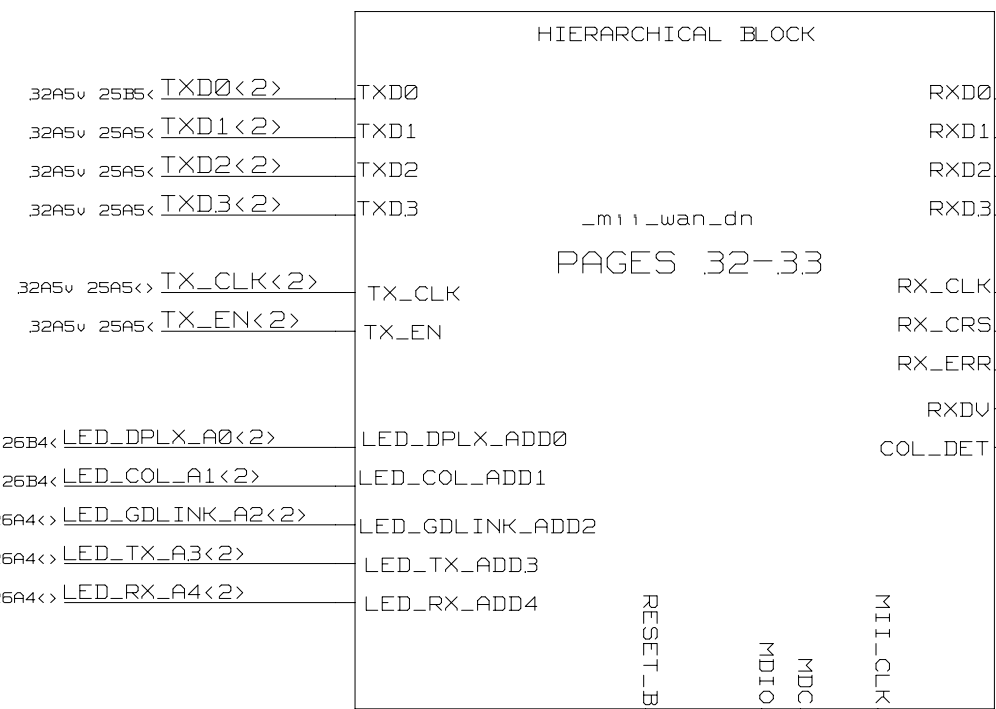 HIERARCHICAL BLOCK
32A5v 25B5< TXD0<2> TXD0 RXD0
32A5v 25A5< TXD1<2> TXD1 RXD1
32A5v 25A5< TXD2<2> TXD2 RXD2
32A5v 25A5< TXD3<2> TXD3 RXD3
_mii_wan_dn
PAGES 32-33
32A5v 25A5<> TX_CLK<2> TX_CLK RX_CLK
32A5v 25A5< TX_EN<2> TX_EN RX_CRS
RX_ERR
RXDV
26B4< LED_DPLX_A0<2> LED_DPLX_ADD0 COL_DET
26B4< LED_COL_A1<2> LED_COL_ADD1
6A4<> LED_GDLINK_A2<2> LED_GDLINK_ADD2
6A4<> LED_TX_A3<2> LED_TX_ADD3
6A4<> LED_RX_A4<2> LED_RX_ADD4
RESET_B
MDIO
MDC
MII_CLK